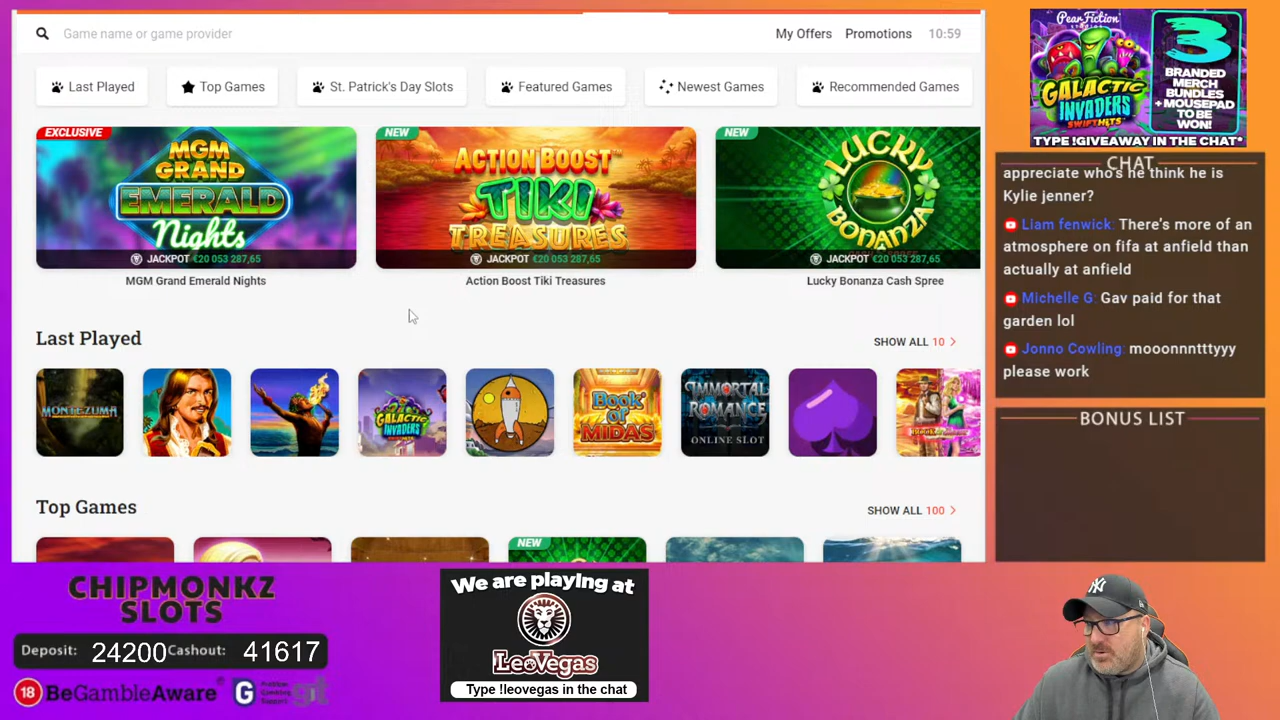 Game name or game provider
My Offers
Promotions
10:59
Last Played
Top Games
St. Patrick's Day Slots
Featured Games
Newest Games
Recommended Games
EXCLUSIVE
MGM
GRAND
EMERALD
Nights
JACKPOT €20 053 287,65
MGM Grand Emerald Nights
NEW
ACTION BOOST™
TIKI
TREASURES
JACKPOT €20 053 287,65
Action Boost Tiki Treasures
NEW
LUCKY
BONANZA
JACKPOT €20 053 287,65
Lucky Bonanza Cash Spree
Last Played
SHOW ALL 10
MONTEZUMA
GALACTIC
INVADERS
BOOK
OF
MIDAS
IMMORTAL
ROMANCE
ONLINE SLOT
Top Games
SHOW ALL 100
NEW
PearFiction
STUDIOS
GALACTIC
INVADERS
SWIFTHITS
3
BRANDED
MERCH
BUNDLES
+ MOUSEPAD
TO BE
WON!
TYPE !GIVEAWAY IN THE CHAT*
CHAT
appreciate who's he think he is
Kylie jenner?
Liam fenwick: There's more of an
atmosphere on fifa at anfield than
actually at anfield
Michelle G: Gav paid for that
garden lol
Jonno Cowling: mooonnntttyyy
please work
BONUS LIST
CHIPMONKZ
SLOTS
Deposit: 24200 Cashout: 41617
18 BeGambleAware®
We are playing at
LeoVegas
Type !leovegas in the chat